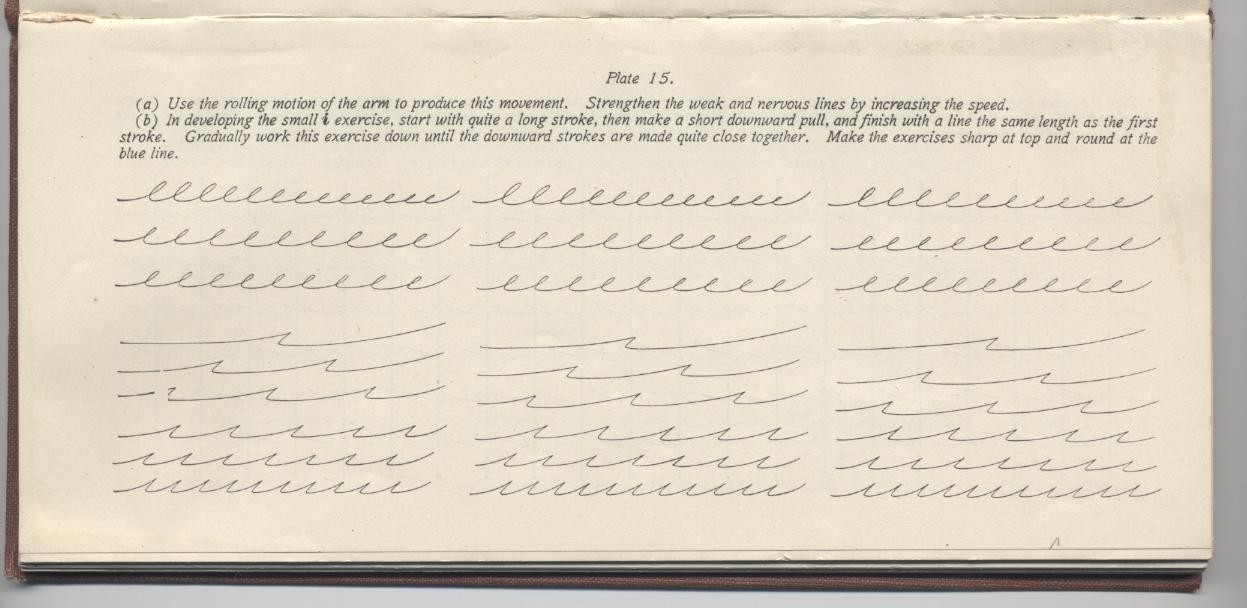 Plate 15.
(a) Use the rolling motion of the arm to produce this movement. Strengthen the weak and nervous lines by increasing the speed.
(b) In developing the small i exercise, start with quite a long stroke, then make a short downward pull, and finish with a line the same length as the first
stroke. Gradually work this exercise down until the downward strokes are made quite close together. Make the exercises sharp at top and round at the
blue line.